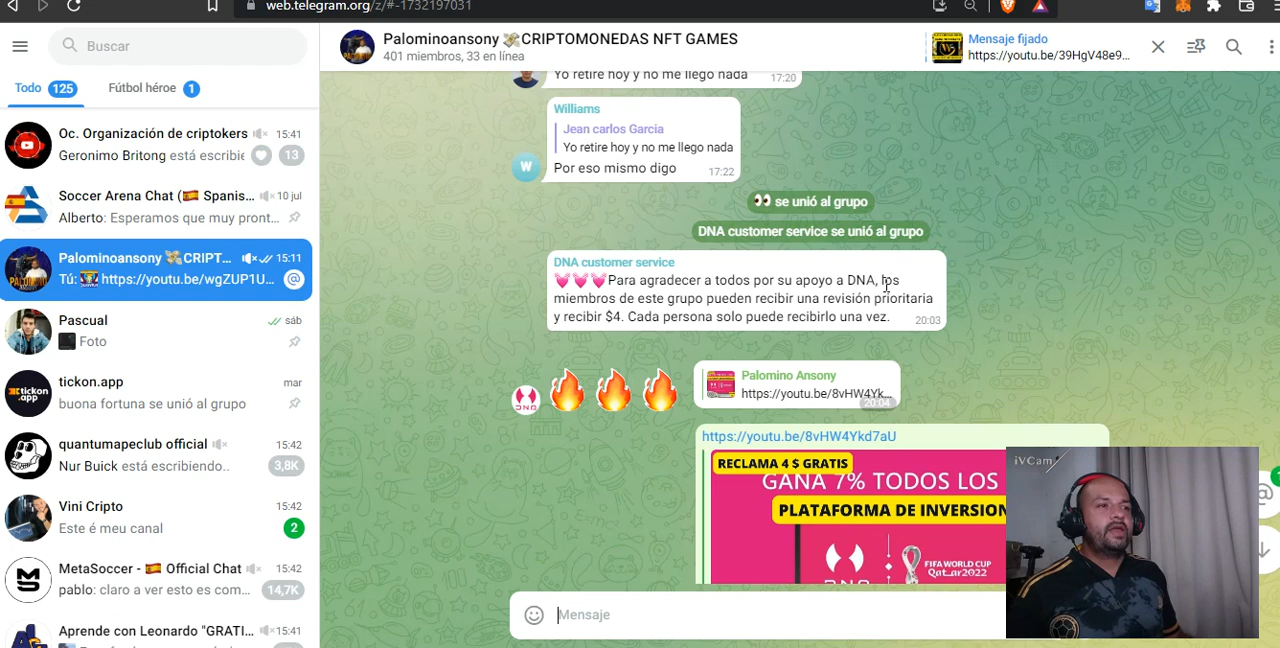 web.telegram.org/z/#-1732197031
Buscar
Todo 125
Fútbol héroe 1
Oc. Organización de criptokers 15:41
Geronimo Britong está escribie 13
Soccer Arena Chat (🇪🇸 Spanis... 10 jul
Alberto: Esperamos que muy pront...
Palominoansony 💸CRIPT... 15:11
Tú: https://youtu.be/wgZUP1U...
Pascual sáb
Foto
tickon.app mar
buona fortuna se unió al grupo
quantumapeclub official 15:42
Nur Buick está escribiendo.. 3,8K
Vini Cripto 15:42
Este é meu canal 2
MetaSoccer - 🇪🇸 Official Chat 15:42
pablo: claro a ver esto es com... 14,7K
Aprende con Leonardo "GRATI... 15:41
tickon
.app
Palominoansony 💸CRIPTOMONEDAS NFT GAMES
401 miembros, 33 en línea
Mensaje fijado
https://youtu.be/39HgV48e9...
Yo retire hoy y no me llego nada 17:20
Williams
Jean carlos Garcia
Yo retire hoy y no me llego nada
W
Por eso mismo digo 17:22
👀 se unió al grupo
DNA customer service se unió al grupo
DNA customer service
💓💓💓Para agradecer a todos por su apoyo a DNA, los
miembros de este grupo pueden recibir una revisión prioritaria
y recibir $4. Cada persona solo puede recibirlo una vez. 20:03
DNA
🔥🔥🔥
20:04
Palomino Ansony
https://youtu.be/8vHW4Yk...
https://youtu.be/8vHW4Ykd7aU
RECLAMA 4 $ GRATIS
GANA 7% TODOS LOS
PLATAFORMA DE INVERSION
FIFA WORLD CUP
Qatar2022
iVCam
Mensaje